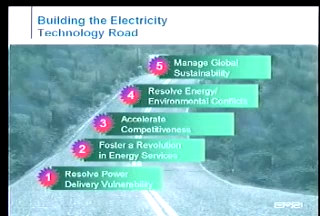 Building the Electricity
Technology Road
5
Manage Global
Sustainability
4
Resolve Energy/
Environmental Conflicts
3
Accelerate
Competitiveness
2
Foster a Revolution
in Energy Services
1
Resolve Power
Delivery Vulnerability
EPRI